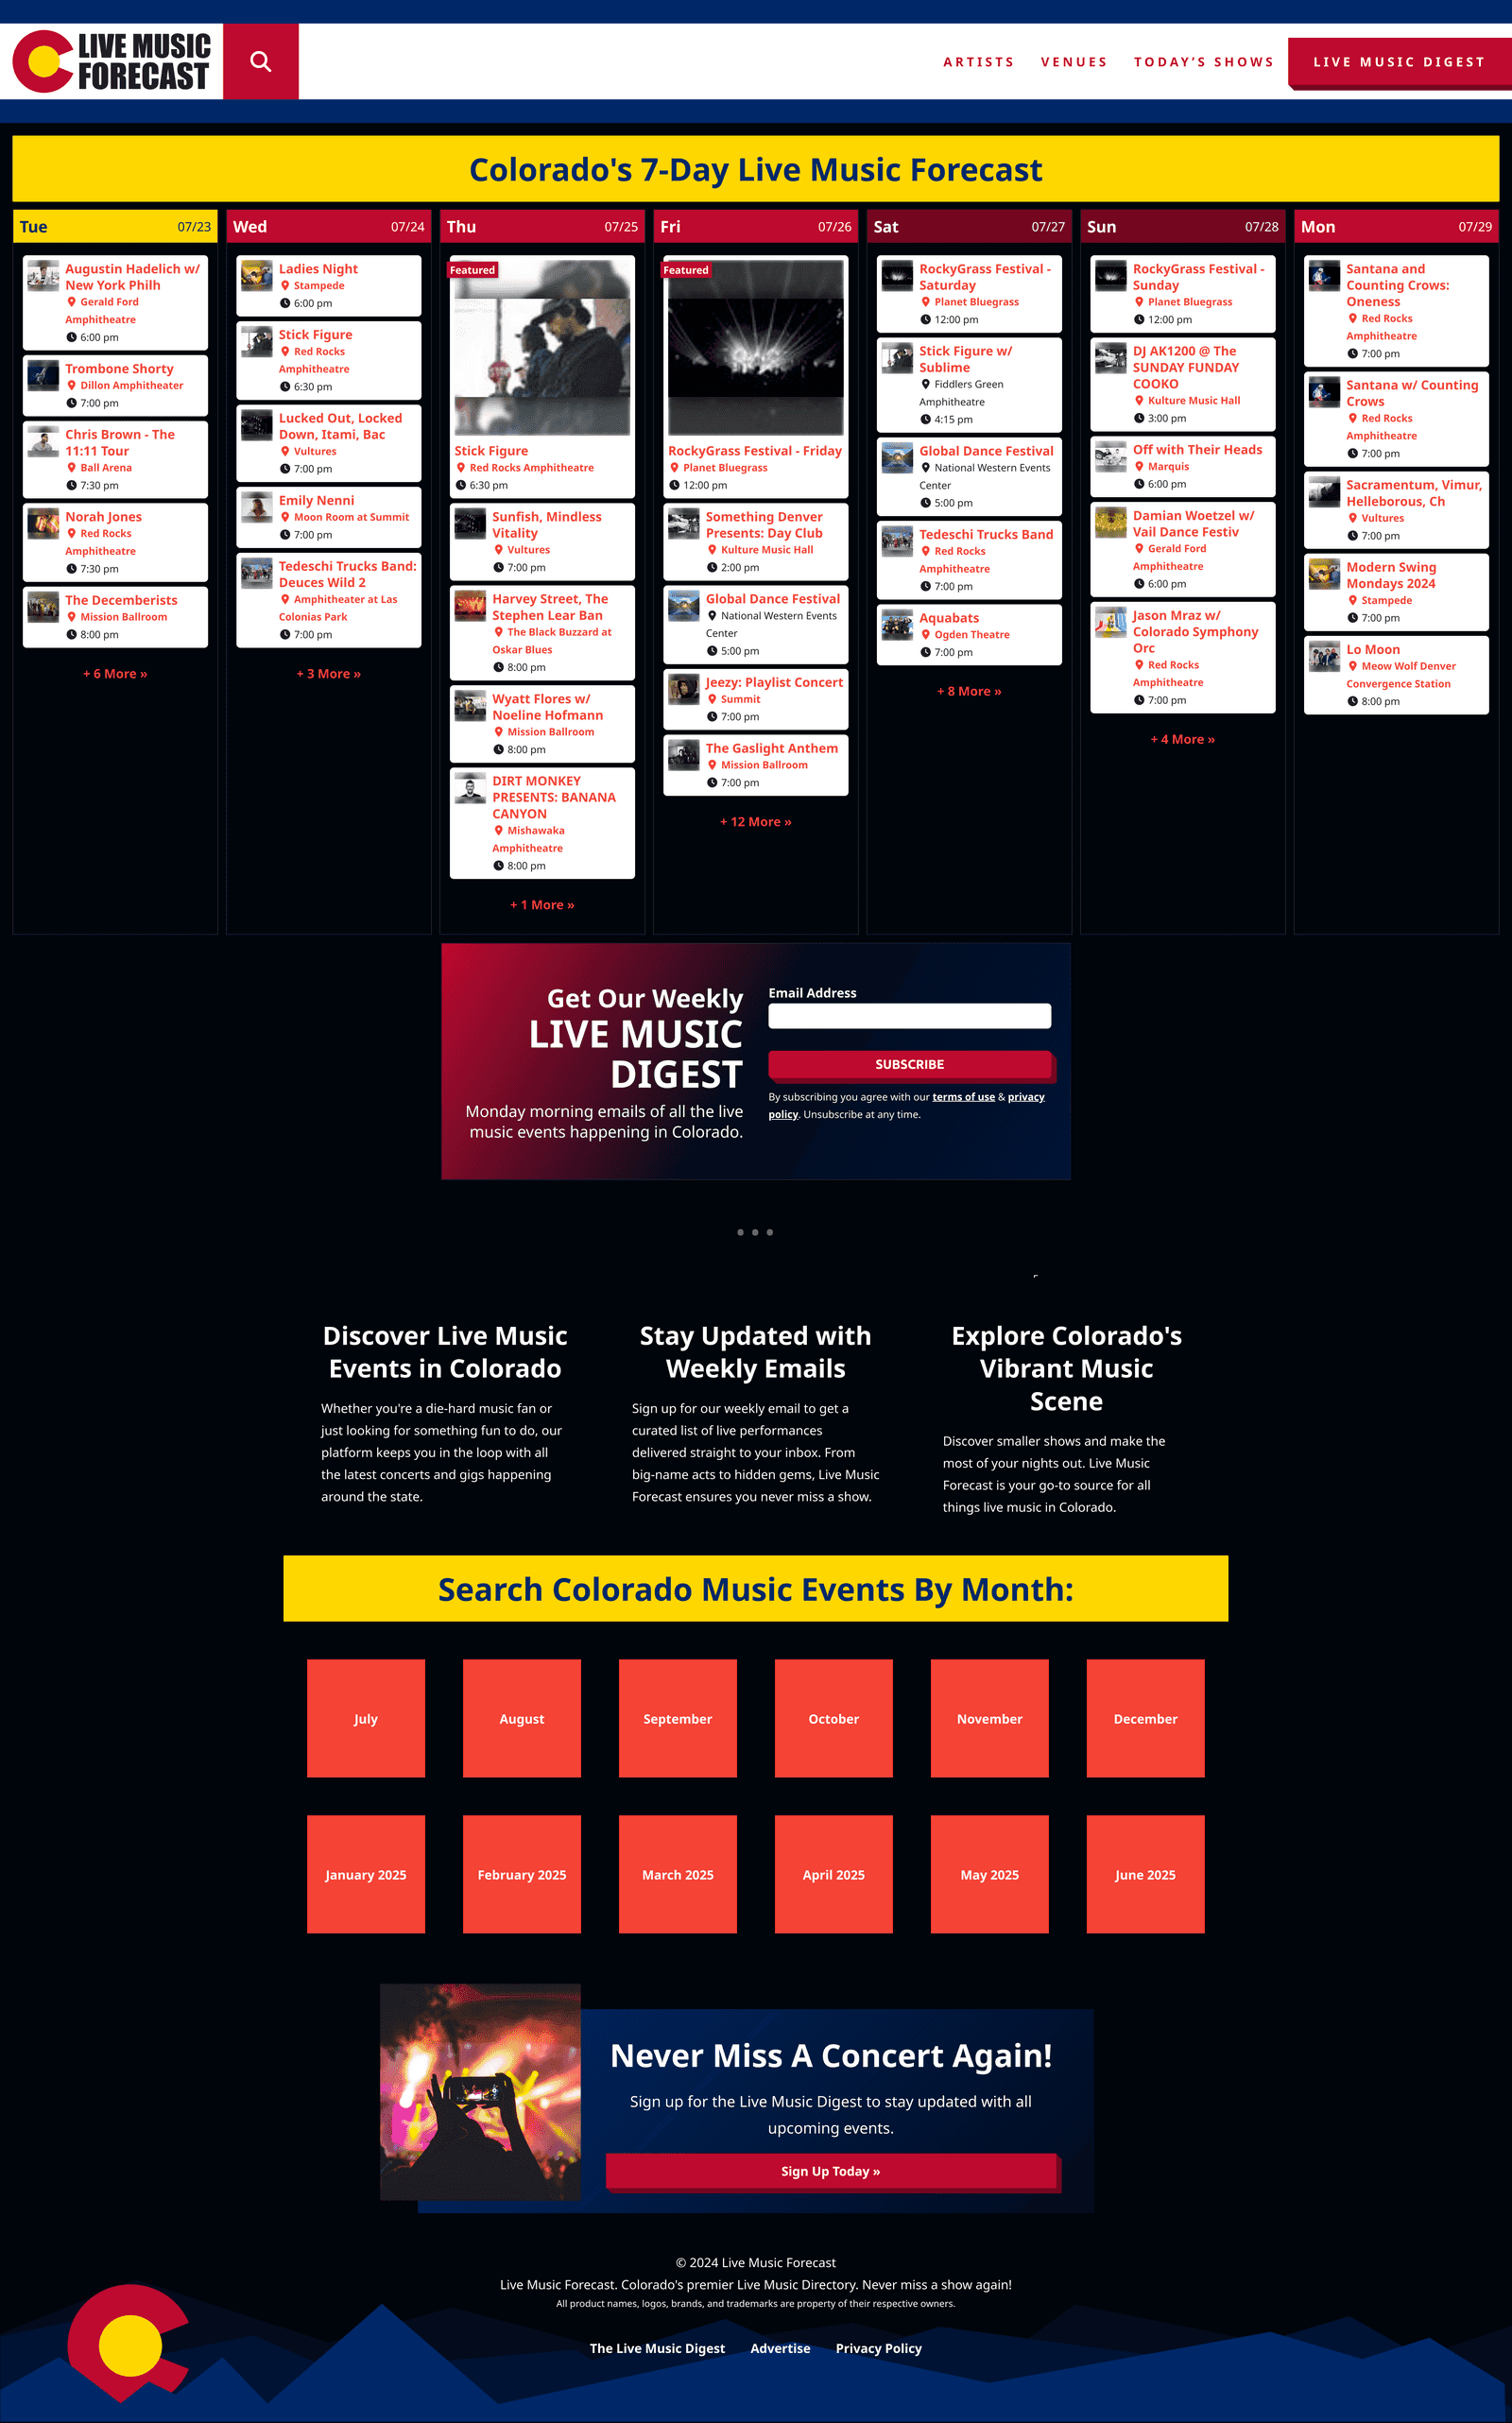 LIVE MUSIC
FORECAST
ARTISTS
VENUES
TODAY'S SHOWS
LIVE MUSIC DIGEST
Colorado's 7-Day Live Music Forecast
Tue 07/23
Augustin Hadelich w/
New York Philh
Gerald Ford
Amphitheatre
6:00 pm
Trombone Shorty
Dillon Amphitheater
7:00 pm
Chris Brown - The
11:11 Tour
Ball Arena
7:30 pm
Norah Jones
Red Rocks
Amphitheatre
7:30 pm
The Decemberists
Mission Ballroom
8:00 pm
+ 6 More »
Wed 07/24
Ladies Night
Stampede
6:00 pm
Stick Figure
Red Rocks
Amphitheatre
6:30 pm
Lucked Out, Locked
Down, Itami, Bac
Vultures
7:00 pm
Emily Nenni
Moon Room at Summit
7:00 pm
Tedeschi Trucks Band:
Deuces Wild 2
Amphitheater at Las
Colonias Park
7:00 pm
+ 3 More »
Thu 07/25
Featured
Stick Figure
Red Rocks Amphitheatre
6:30 pm
Sunfish, Mindless
Vitality
Vultures
7:00 pm
Harvey Street, The
Stephen Lear Ban
The Black Buzzard at
Oskar Blues
8:00 pm
Wyatt Flores w/
Noeline Hofmann
Mission Ballroom
8:00 pm
DIRT MONKEY
PRESENTS: BANANA
CANYON
Mishawaka
Amphitheatre
8:00 pm
+ 1 More »
Fri 07/26
Featured
RockyGrass Festival - Friday
Planet Bluegrass
12:00 pm
Something Denver
Presents: Day Club
Kulture Music Hall
2:00 pm
Global Dance Festival
National Western Events
Center
5:00 pm
Jeezy: Playlist Concert
Summit
7:00 pm
The Gaslight Anthem
Mission Ballroom
7:00 pm
+ 12 More »
Sat 07/27
RockyGrass Festival -
Saturday
Planet Bluegrass
12:00 pm
Stick Figure w/
Sublime
Fiddlers Green
Amphitheatre
4:15 pm
Global Dance Festival
National Western Events
Center
5:00 pm
Tedeschi Trucks Band
Red Rocks
Amphitheatre
7:00 pm
Aquabats
Ogden Theatre
7:00 pm
+ 8 More »
Sun 07/28
RockyGrass Festival -
Sunday
Planet Bluegrass
12:00 pm
DJ AK1200 @ The
SUNDAY FUNDAY
COOKO
Kulture Music Hall
3:00 pm
Off with Their Heads
Marquis
6:00 pm
Damian Woetzel w/
Vail Dance Festiv
Gerald Ford
Amphitheatre
6:00 pm
Jason Mraz w/
Colorado Symphony
Orc
Red Rocks
Amphitheatre
7:00 pm
+ 4 More »
Mon 07/29
Santana and
Counting Crows:
Oneness
Red Rocks
Amphitheatre
7:00 pm
Santana w/ Counting
Crows
Red Rocks
Amphitheatre
7:00 pm
Sacramentum, Vimur,
Helleborous, Ch
Vultures
7:00 pm
Modern Swing
Mondays 2024
Stampede
7:00 pm
Lo Moon
Meow Wolf Denver
Convergence Station
8:00 pm
Get Our Weekly
LIVE MUSIC
DIGEST
Monday morning emails of all the live
music events happening in Colorado.
Email Address
SUBSCRIBE
By subscribing you agree with our terms of use & privacy
policy. Unsubscribe at any time.
Discover Live Music
Events in Colorado
Whether you're a die-hard music fan or
just looking for something fun to do, our
platform keeps you in the loop with all
the latest concerts and gigs happening
around the state.
Stay Updated with
Weekly Emails
Sign up for our weekly email to get a
curated list of live performances
delivered straight to your inbox. From
big-name acts to hidden gems, Live Music
Forecast ensures you never miss a show.
Explore Colorado's
Vibrant Music
Scene
Discover smaller shows and make the
most of your nights out. Live Music
Forecast is your go-to source for all
things live music in Colorado.
Search Colorado Music Events By Month:
July
August
September
October
November
December
January 2025
February 2025
March 2025
April 2025
May 2025
June 2025
Never Miss A Concert Again!
Sign up for the Live Music Digest to stay updated with all
upcoming events.
Sign Up Today »
© 2024 Live Music Forecast
Live Music Forecast. Colorado's premier Live Music Directory. Never miss a show again!
All product names, logos, brands, and trademarks are property of their respective owners.
The Live Music Digest
Advertise
Privacy Policy